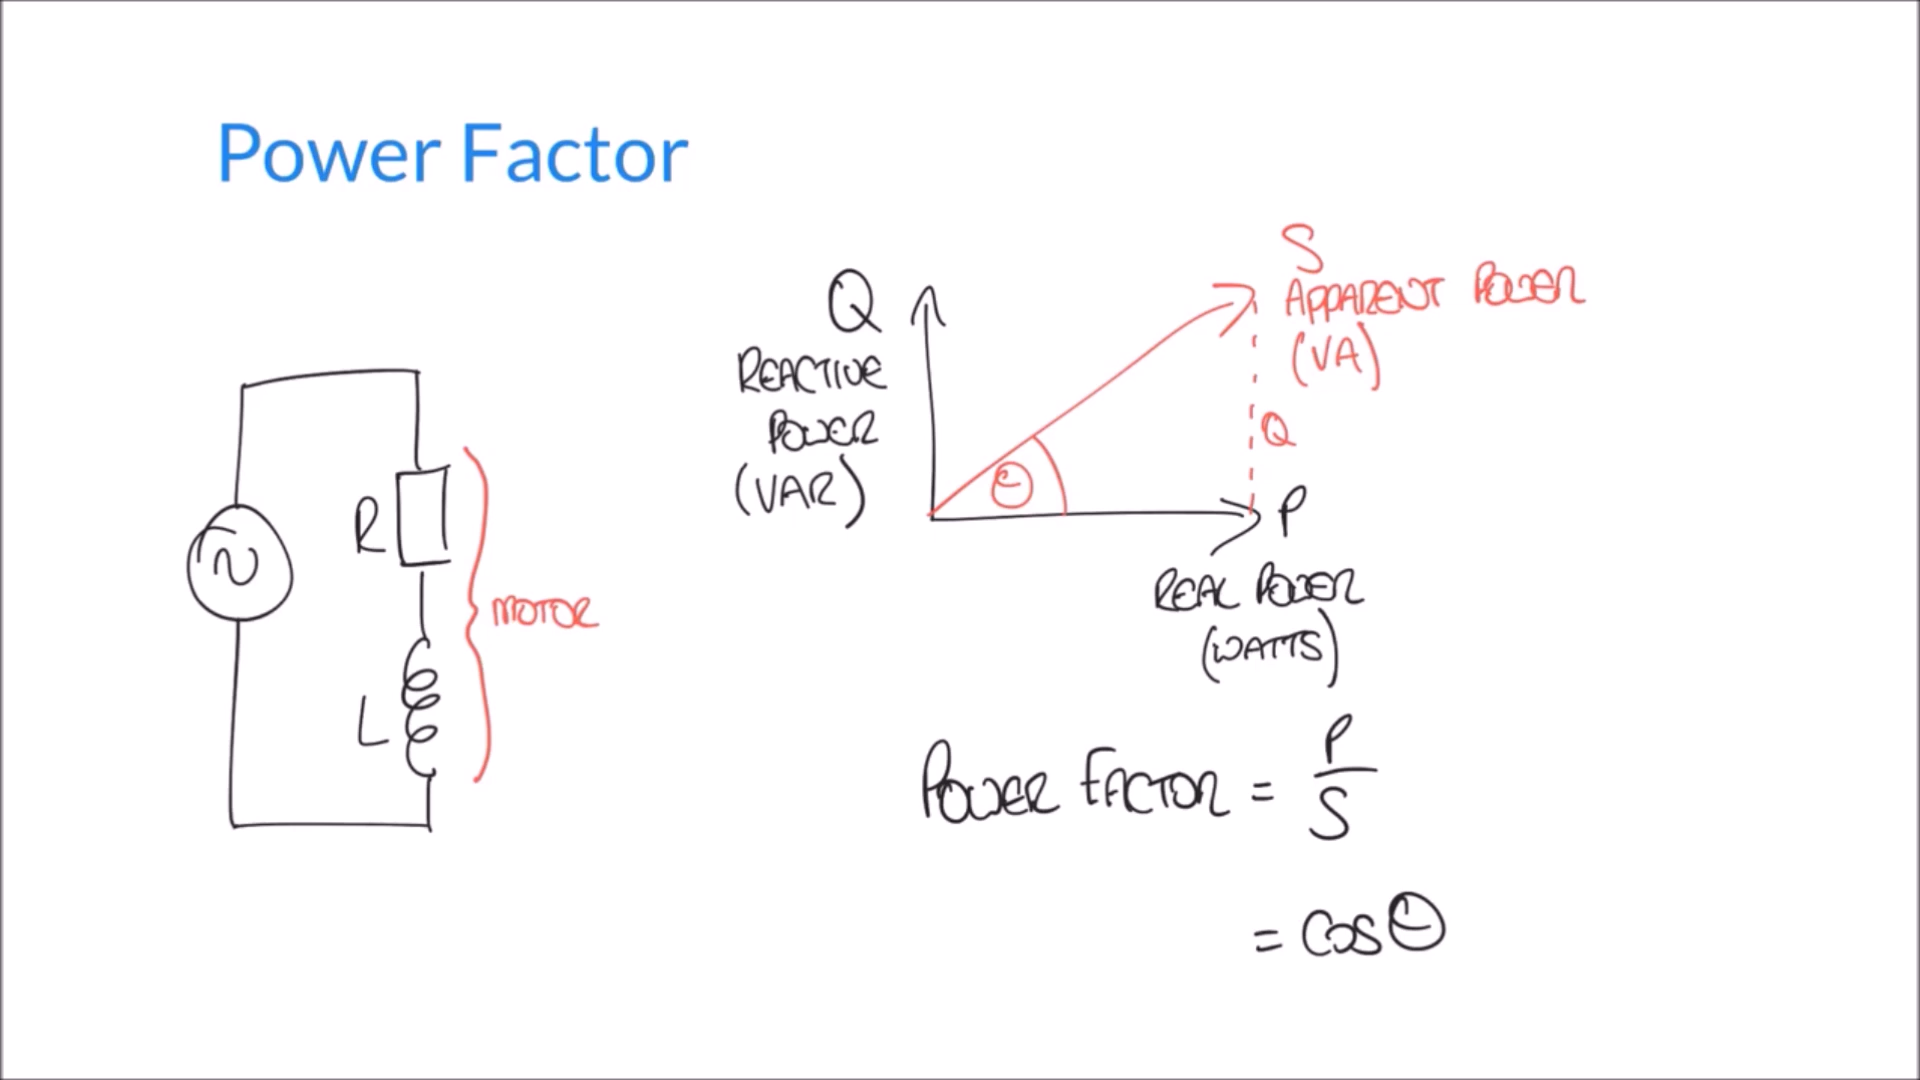 Power Factor
S
APPARENT POWER
(VA)
Q
REACTIVE
POWER
(VAR)
Q
Θ
P
REAL POWER
(WATTS)
R
MOTOR
L
POWER FACTOR = P
S
= COS Θ